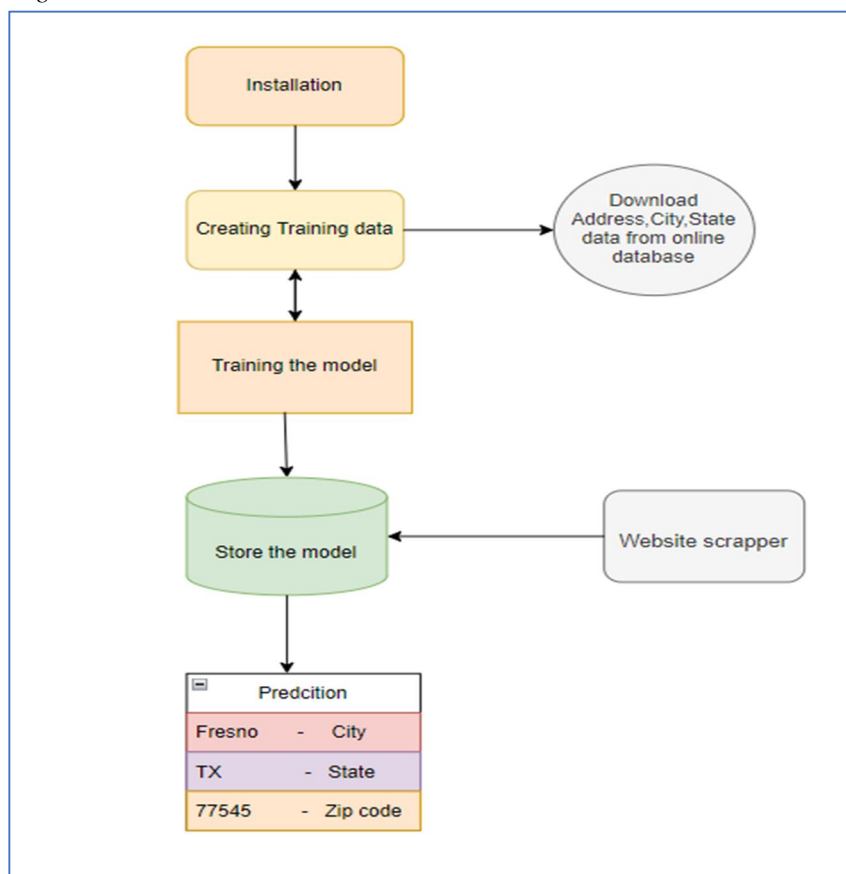 Installation
Creating Training data
Download
Address,City,State
data from online
database
Training the model
Store the model
Website scrapper
Predcition
Fresno - City
TX - State
77545 - Zip code